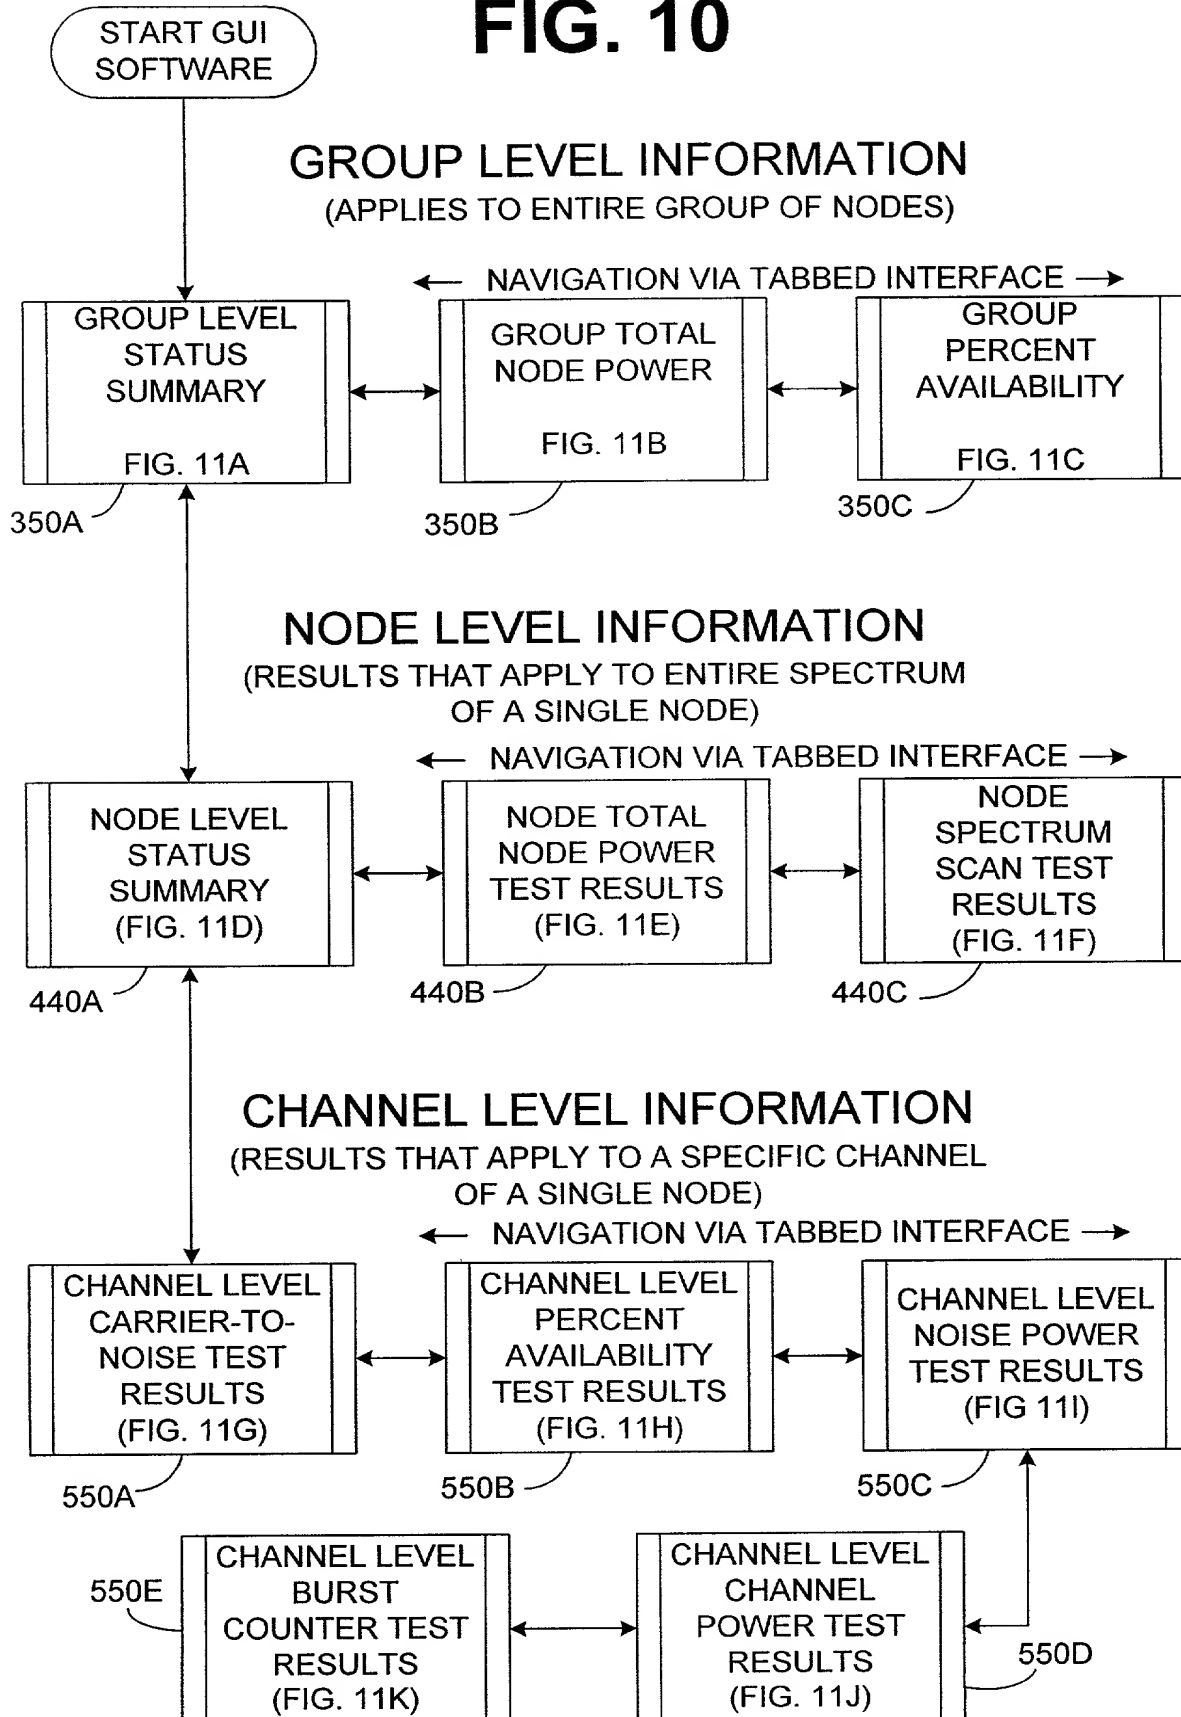 FIG. 10
START GUI
SOFTWARE
GROUP LEVEL INFORMATION
(APPLIES TO ENTIRE GROUP OF NODES)
NAVIGATION VIA TABBED INTERFACE
GROUP LEVEL
STATUS
SUMMARY
FIG. 11A
350A
GROUP TOTAL
NODE POWER
FIG. 11B
350B
GROUP
PERCENT
AVAILABILITY
FIG. 11C
350C
NODE LEVEL INFORMATION
(RESULTS THAT APPLY TO ENTIRE SPECTRUM
OF A SINGLE NODE)
NAVIGATION VIA TABBED INTERFACE
NODE LEVEL
STATUS
SUMMARY
(FIG. 11D)
440A
NODE TOTAL
NODE POWER
TEST RESULTS
(FIG. 11E)
440B
NODE
SPECTRUM
SCAN TEST
RESULTS
(FIG. 11F)
440C
CHANNEL LEVEL INFORMATION
(RESULTS THAT APPLY TO A SPECIFIC CHANNEL
OF A SINGLE NODE)
NAVIGATION VIA TABBED INTERFACE
CHANNEL LEVEL
CARRIER-TO-
NOISE TEST
RESULTS
(FIG. 11G)
550A
CHANNEL LEVEL
PERCENT
AVAILABILITY
TEST RESULTS
(FIG. 11H)
550B
CHANNEL LEVEL
NOISE POWER
TEST RESULTS
(FIG 11I)
550C
550E
CHANNEL LEVEL
BURST
COUNTER TEST
RESULTS
(FIG. 11K)
CHANNEL LEVEL
CHANNEL
POWER TEST
RESULTS
(FIG. 11J)
550D